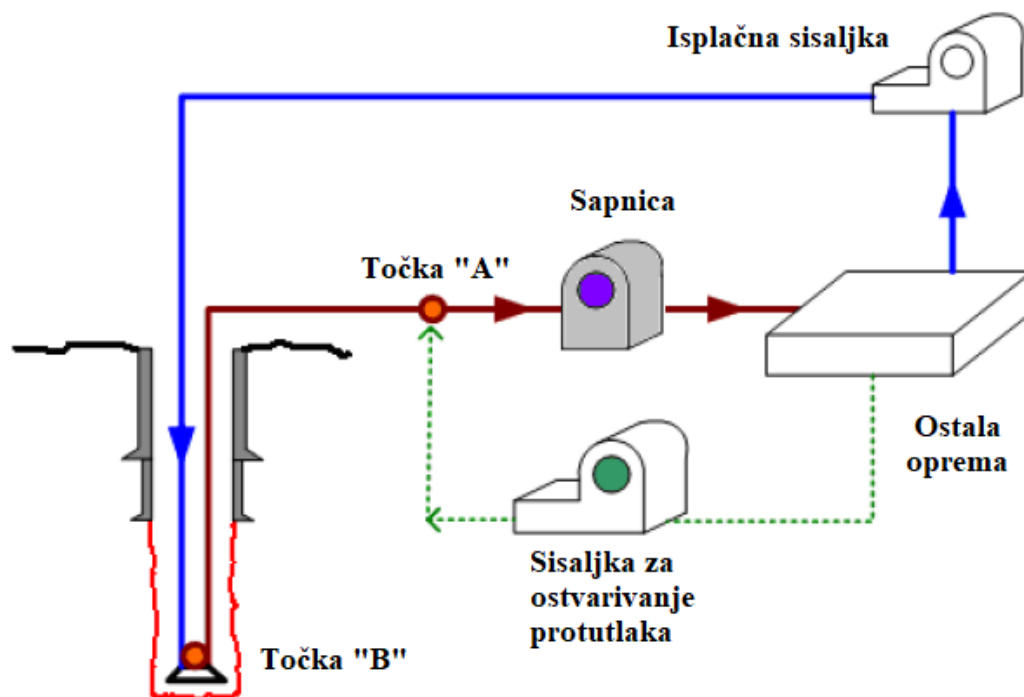 Isplačna sisaljka
Sapnica
Točka "A"
Ostala
oprema
Sisaljka za
ostvarivanje
protutlaka
Točka "B"